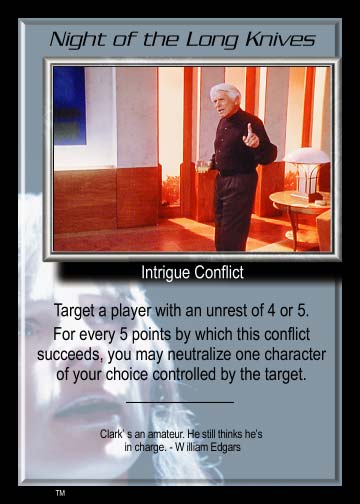 Night of the Long Knives
Intrigue Conflict
Target a player with an unrest of 4 or 5.
For every 5 points by which this conflict
succeeds, you may neutralize one character
of your choice controlled by the target.
Clark' s an amateur. He still thinks he's
in charge. - W illiam Edgars
TM